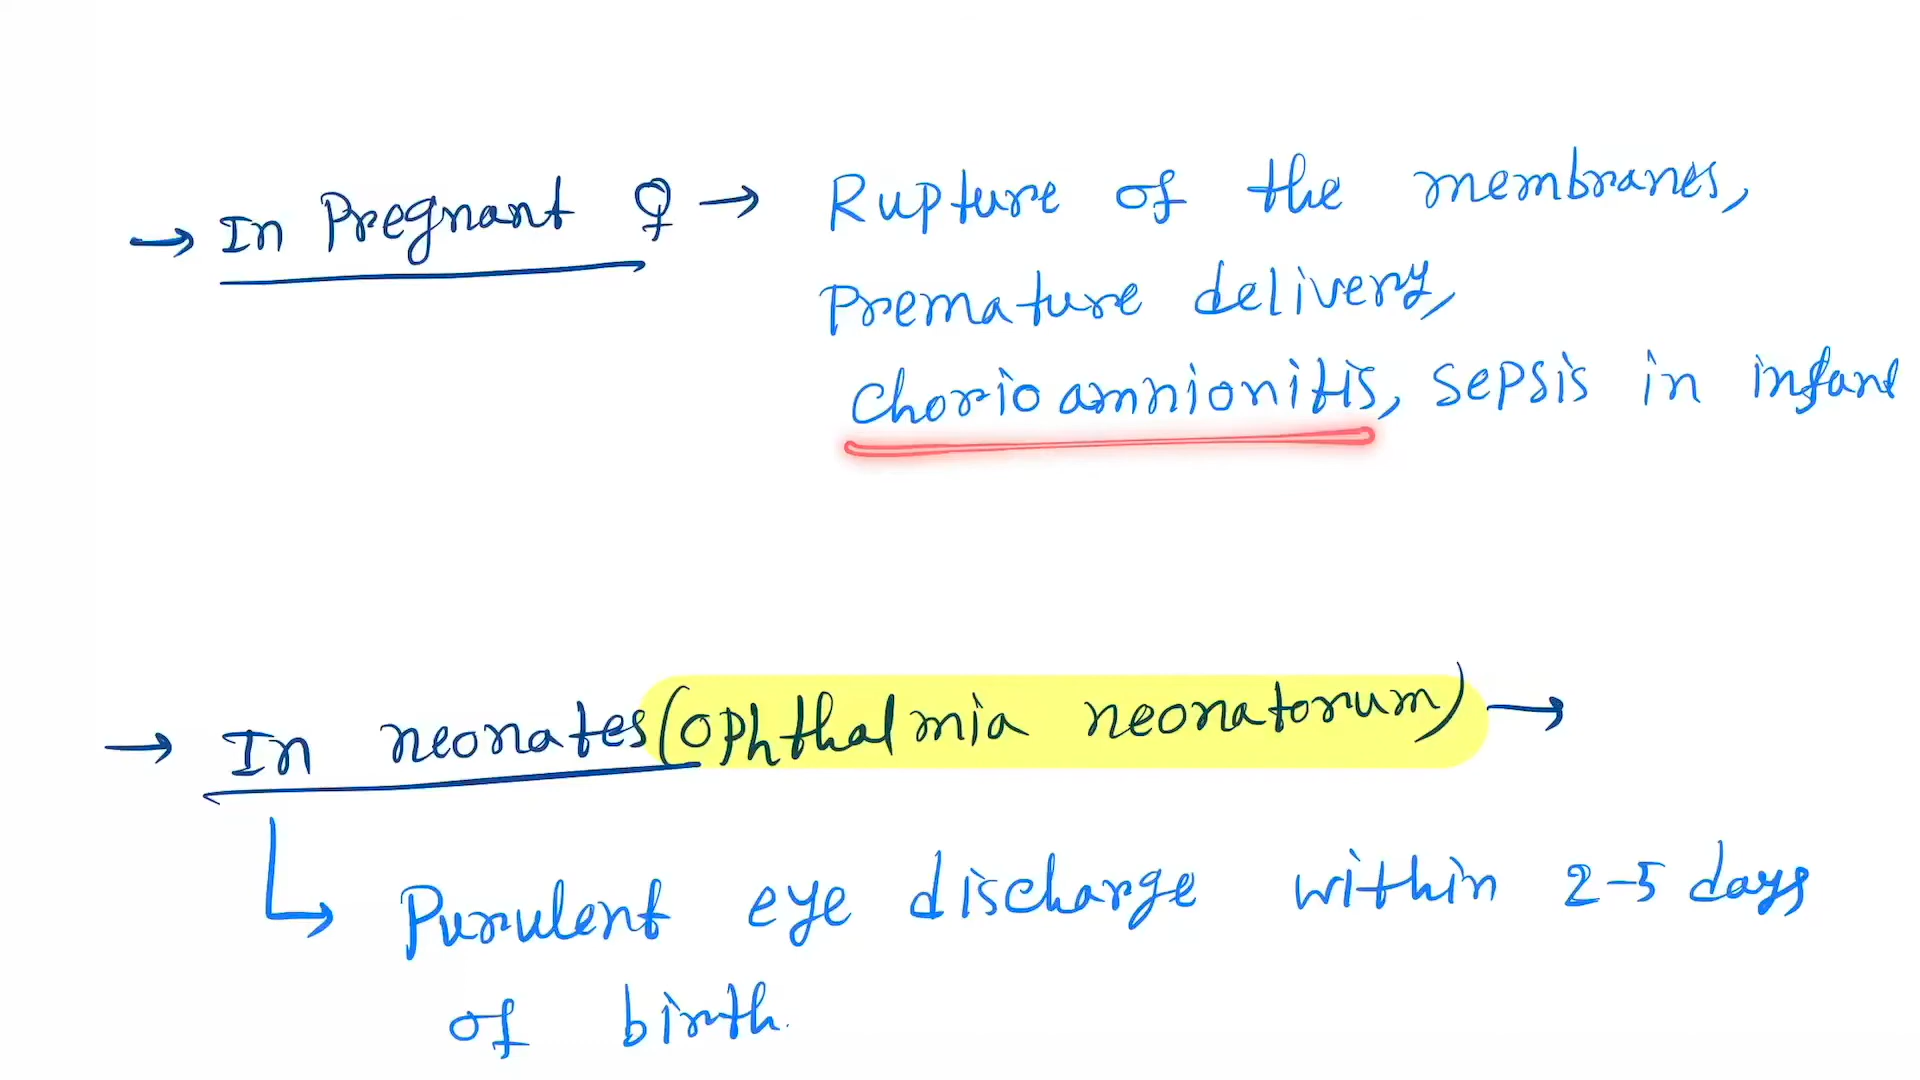 → In Pregnant ♀ → Rupture of the membranes,
Premature delivery,
chorioamnionitis, sepsis in infant
→ In neonates (ophthalmia neonatorum) →
Purulent eye discharge within 2-5 days
of birth.